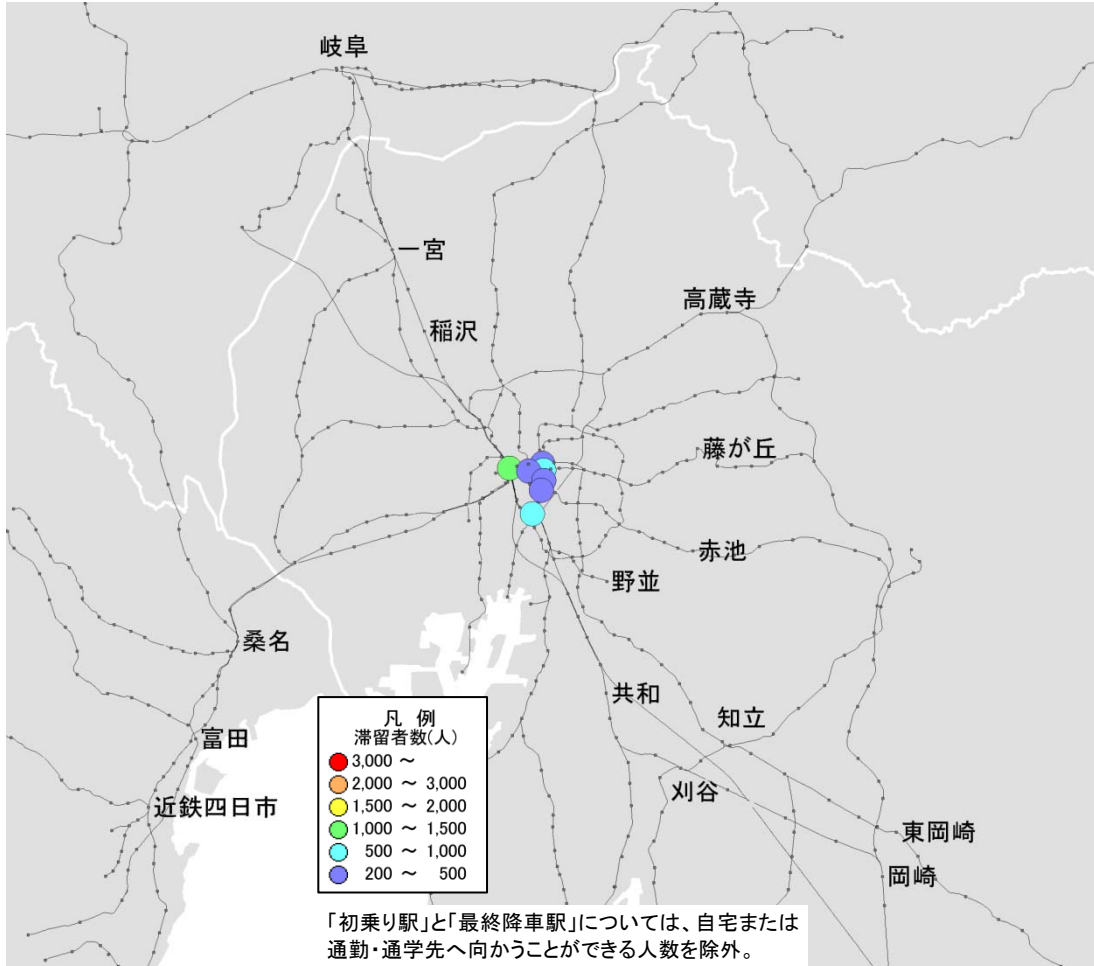 岐阜
一宮
高蔵寺
稲沢
藤が丘
赤池
野並
桑名
共和
知立
富田
刈谷
近鉄四日市
東岡崎
岡崎
凡 例
滞留者数(人)
3,000 ～
2,000 ～ 3,000
1,500 ～ 2,000
1,000 ～ 1,500
500 ～ 1,000
200 ～ 500
「初乗り駅」と「最終降車駅」については、自宅または
通勤・通学先へ向かうことができる人数を除外。